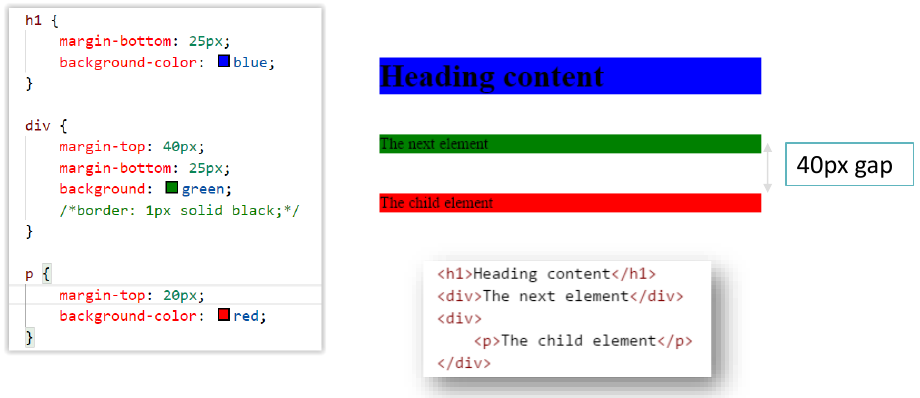 h1 {
    margin-bottom: 25px;
    background-color: blue;
}
div {
    margin-top: 40px;
    margin-bottom: 25px;
    background: green;
    /*border: 1px solid black;*/
}
p {
    margin-top: 20px;
    background-color: red;
}
Heading content
The next element
40px gap
The child element
<h1>Heading content</h1>
<div>The next element</div>
<div>
    <p>The child element</p>
</div>